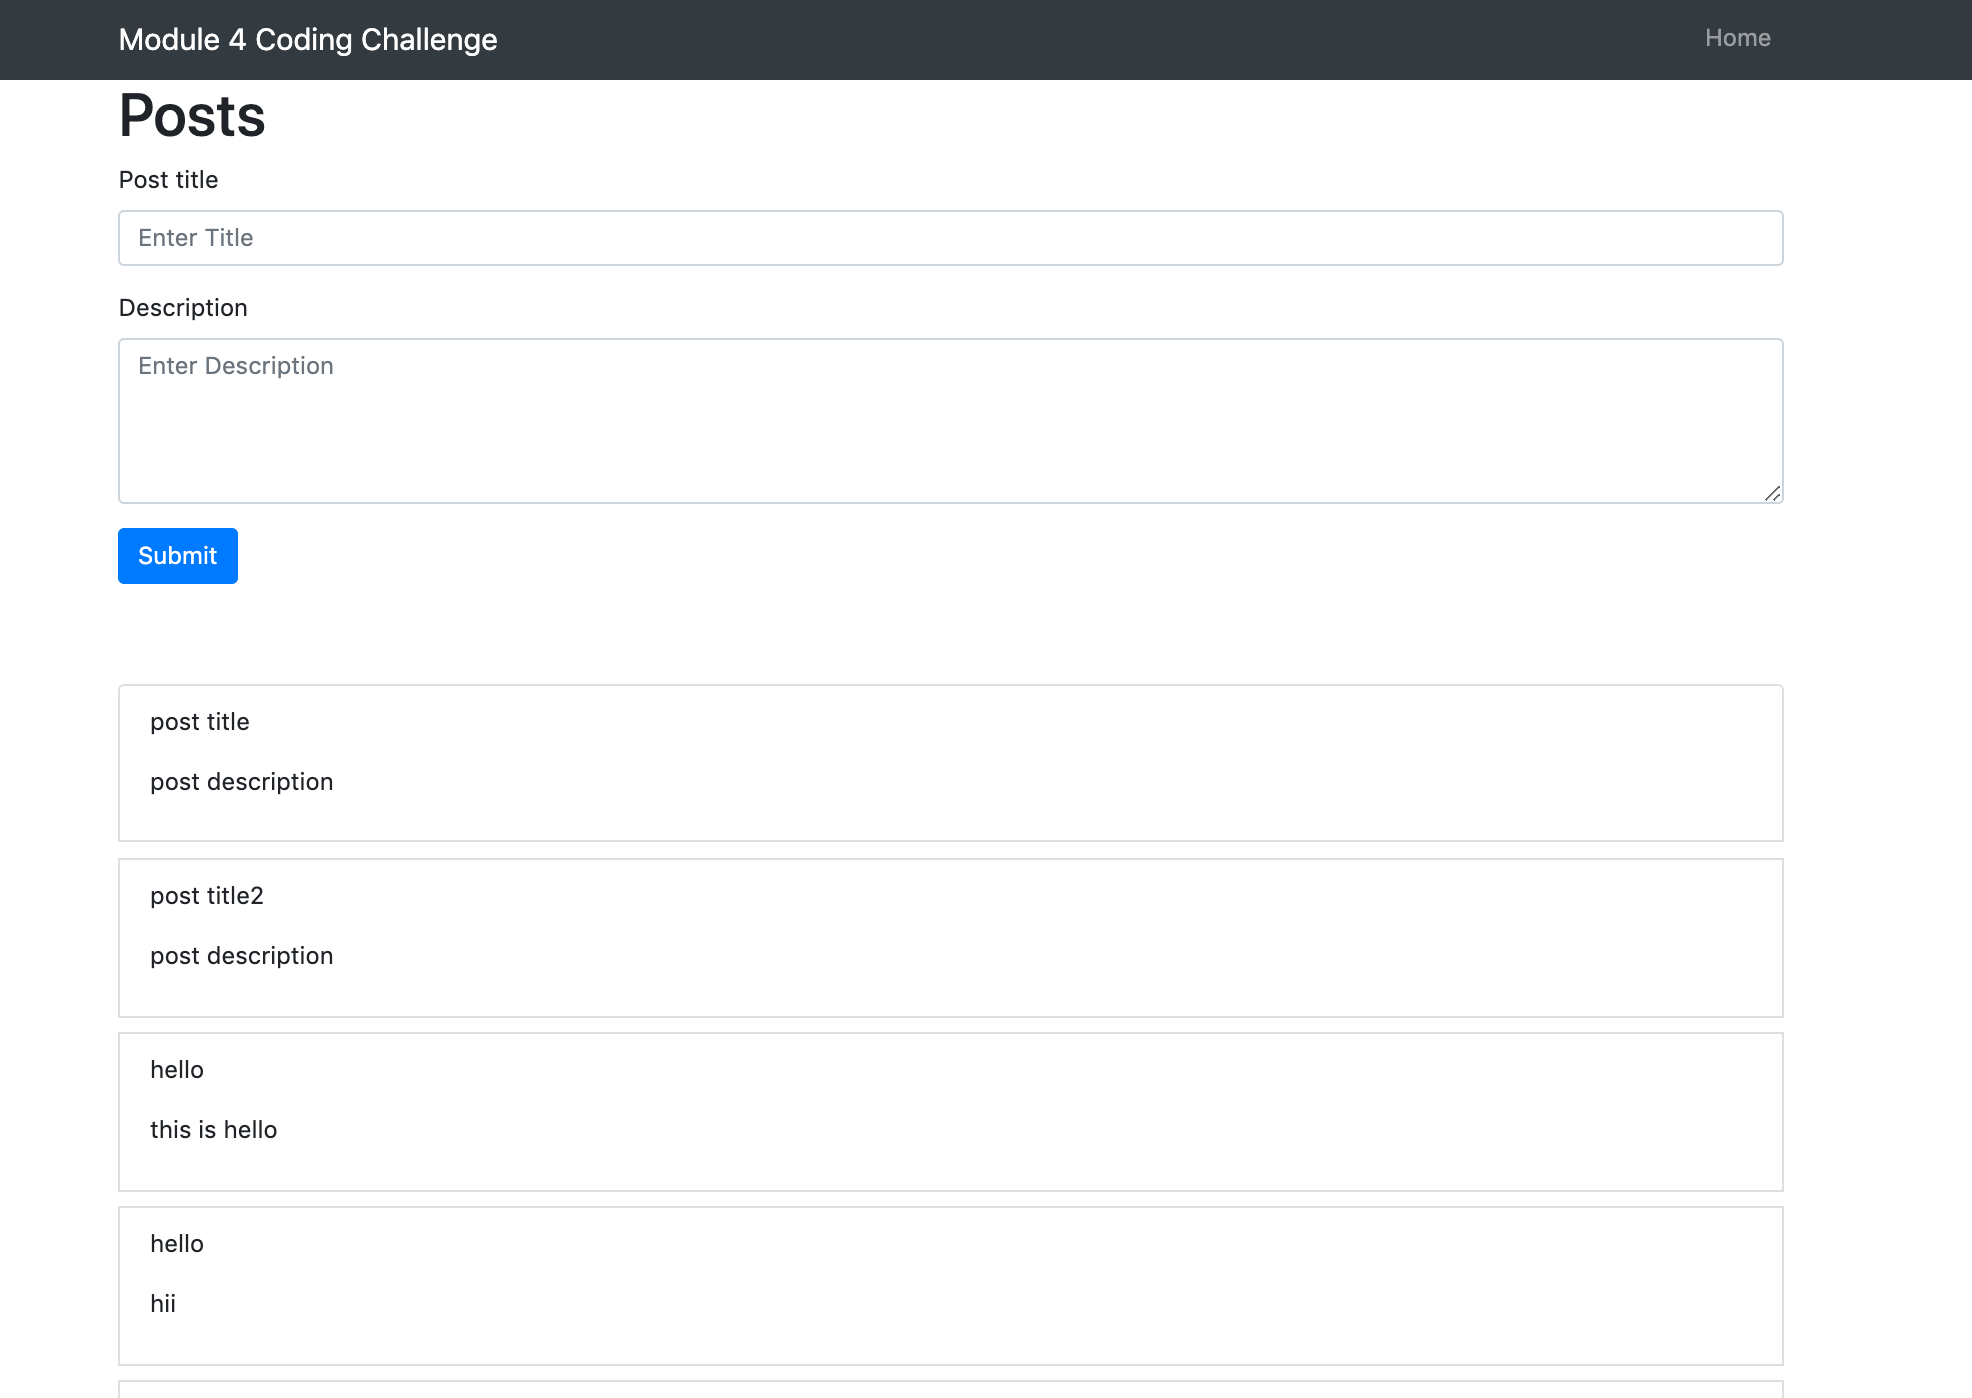 Module 4 Coding Challenge
Home
Posts
Post title
Enter Title
Description
Enter Description
Submit
post title
post description
post title2
post description
hello
this is hello
hello
hii